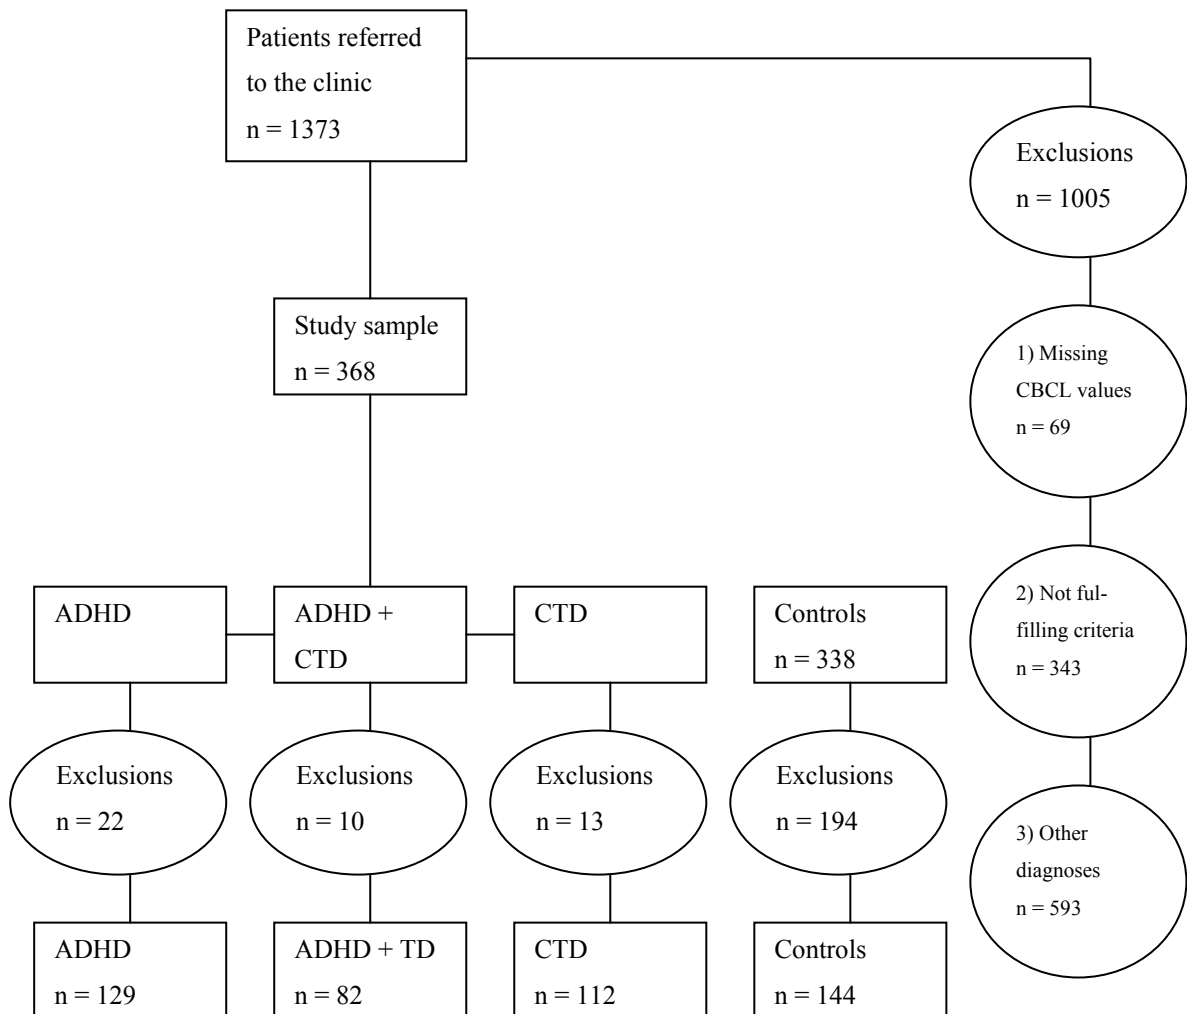 Patients referred
to the clinic
n = 1373
Exclusions
n = 1005
Study sample
n = 368
1) Missing
CBCL values
n = 69
2) Not ful-
filling criteria
n = 343
3) Other
diagnoses
n = 593
ADHD
ADHD +
CTD
CTD
Controls
n = 338
Exclusions
n = 22
Exclusions
n = 10
Exclusions
n = 13
Exclusions
n = 194
ADHD
n = 129
ADHD + TD
n = 82
CTD
n = 112
Controls
n = 144